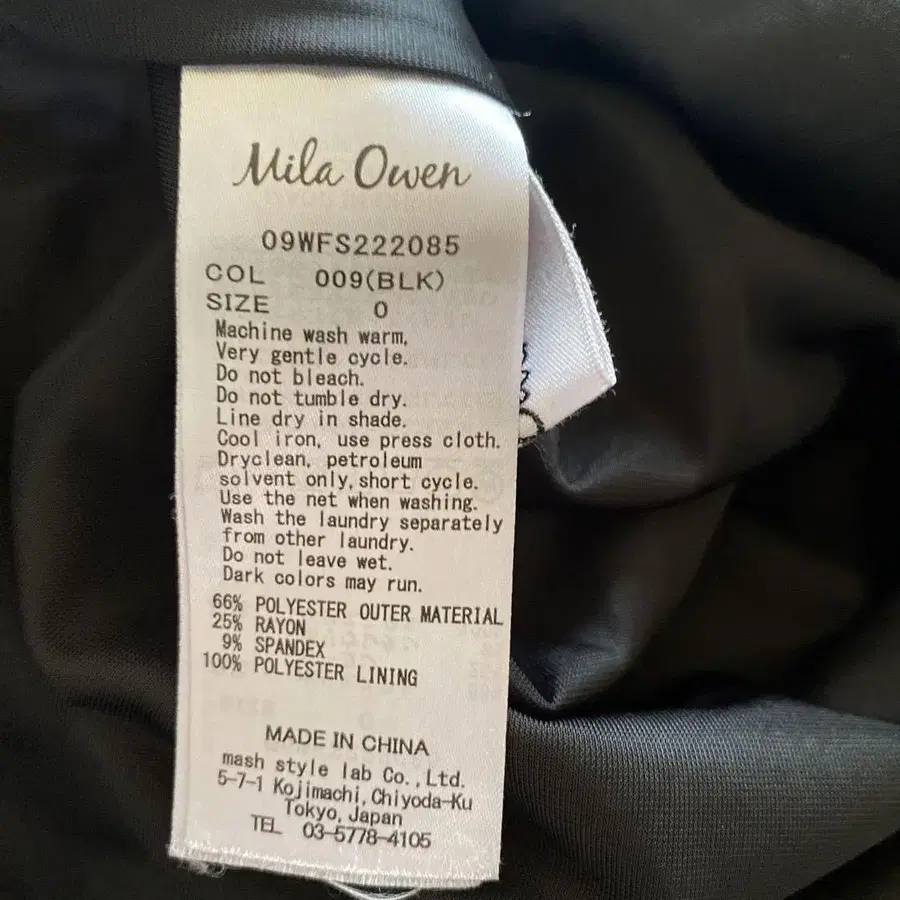 Mila Owen
09WFS222085
COL 009(BLK)
SIZE 0
Machine wash warm,
Very gentle cycle.
Do not bleach.
Do not tumble dry.
Line dry in shade.
Cool iron, use press cloth.
Dryclean, petroleum
solvent only,short cycle.
Use the net when washing.
Wash the laundry separately
from other laundry.
Do not leave wet.
Dark colors may run.
66% POLYESTER OUTER MATERIAL
25% RAYON
9% SPANDEX
100% POLYESTER LINING
MADE IN CHINA
mash style lab Co.,Ltd.
5-7-1 Kojimachi,Chiyoda-Ku
Tokyo,Japan
TEL 03-5778-4105